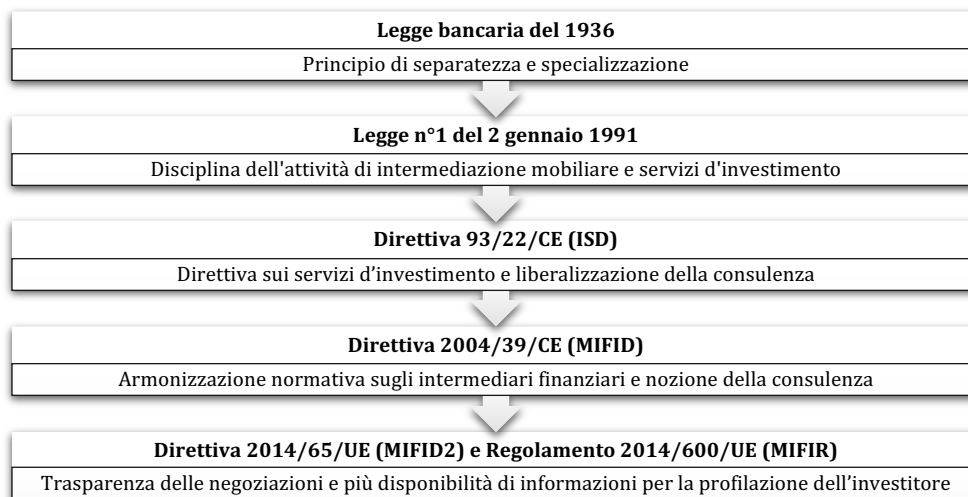 Legge bancaria del 1936
Principio di separatezza e specializzazione
Legge n°1 del 2 gennaio 1991
Disciplina dell'attività di intermediazione mobiliare e servizi d'investimento
Direttiva 93/22/CE (ISD)
Direttiva sui servizi d’investimento e liberalizzazione della consulenza
Direttiva 2004/39/CE (MIFID)
Armonizzazione normativa sugli intermediari finanziari e nozione della consulenza
Direttiva 2014/65/UE (MIFID2) e Regolamento 2014/600/UE (MIFIR)
Trasparenza delle negoziazioni e più disponibilità di informazioni per la profilazione dell’investitore